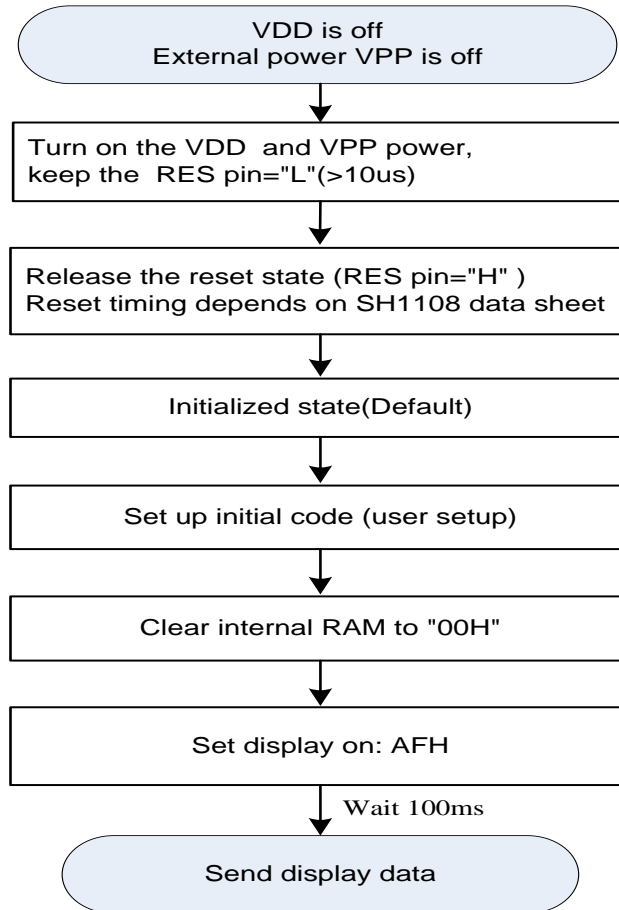 VDD is off
External power VPP is off
Turn on the VDD and VPP power,
keep the RES pin="L"(>10us)
Release the reset state (RES pin="H" )
Reset timing depends on SH1108 data sheet
Initialized state(Default)
Set up initial code (user setup)
Clear internal RAM to "00H"
Set display on: AFH
Wait 100ms
Send display data